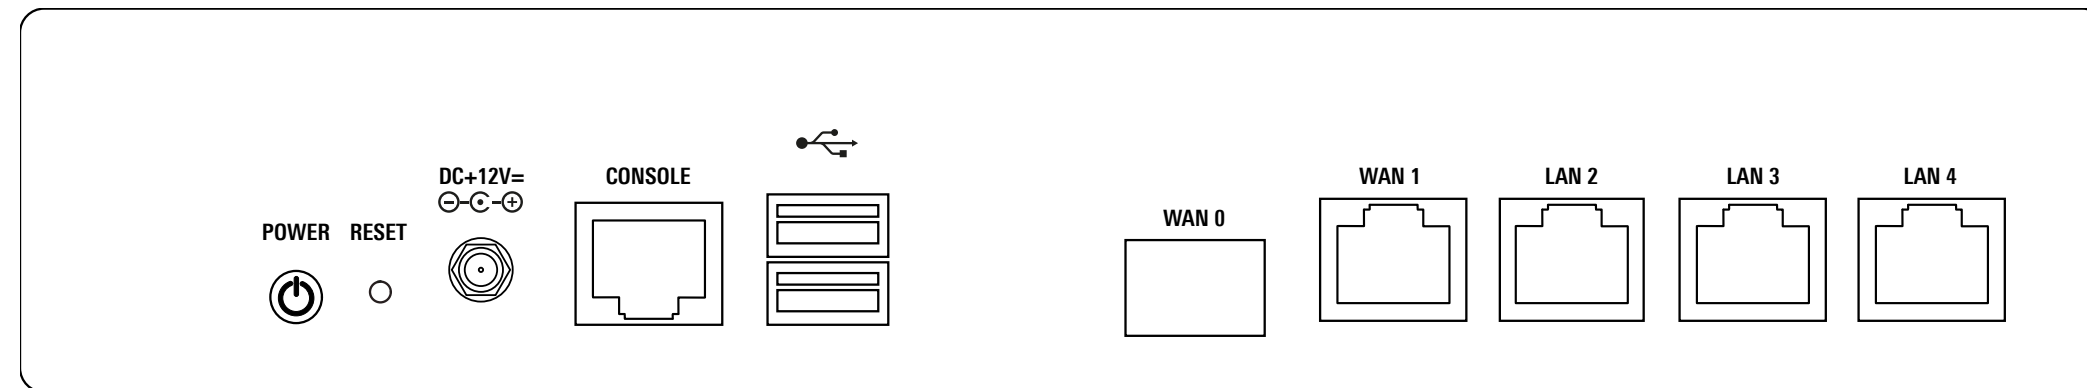 POWER
RESET
DC+12V=
CONSOLE
WAN 0
WAN 1
LAN 2
LAN 3
LAN 4